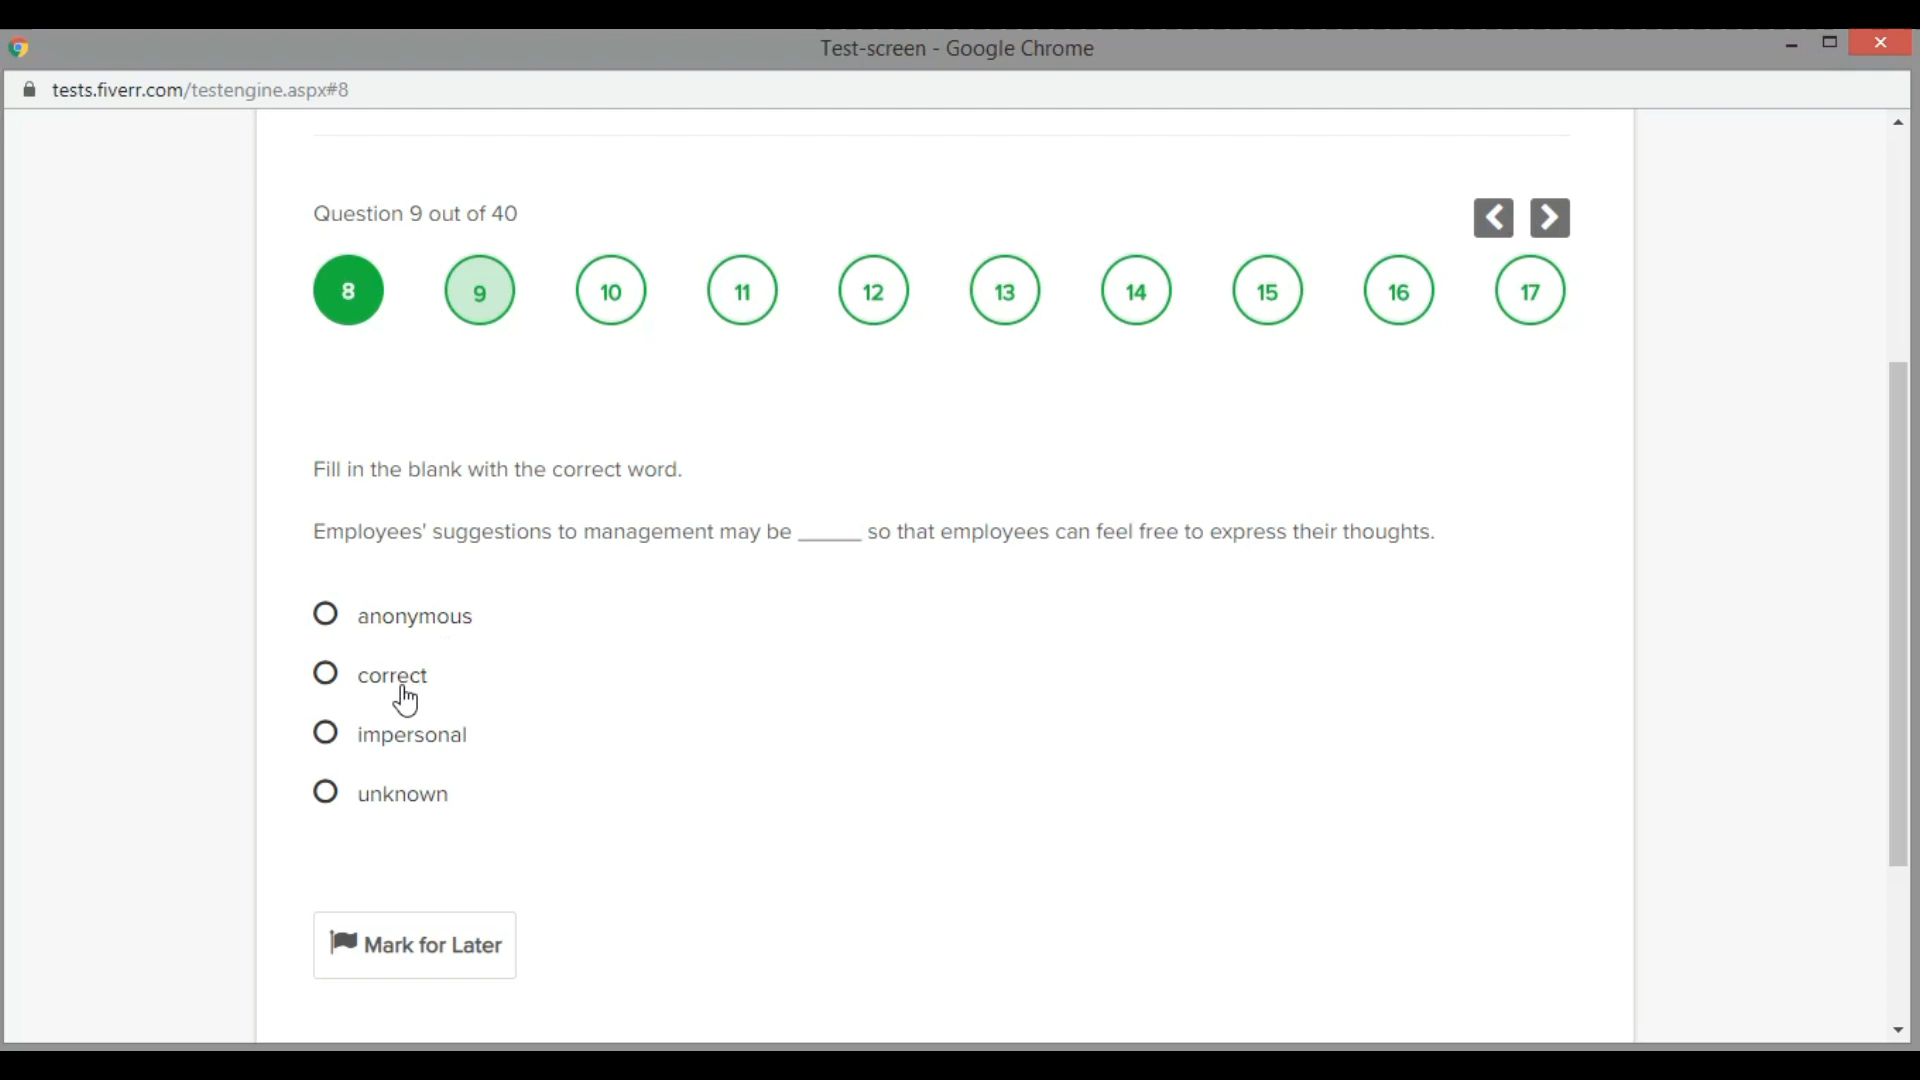 Test-screen - Google Chrome
tests.fiverr.com/testengine.aspx#8
Question 9 out of 40
8 9 10 11 12 13 14 15 16 17
Fill in the blank with the correct word.
Employees' suggestions to management may be ______ so that employees can feel free to express their thoughts.
anonymous
correct
impersonal
unknown
Mark for Later